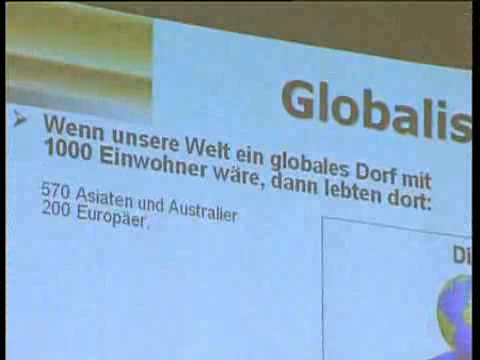 Globalis
Wenn unsere Welt ein globales Dorf mit
1000 Einwohner wäre, dann lebten dort:
570 Asiaten und Australier
200 Europäer.
Di